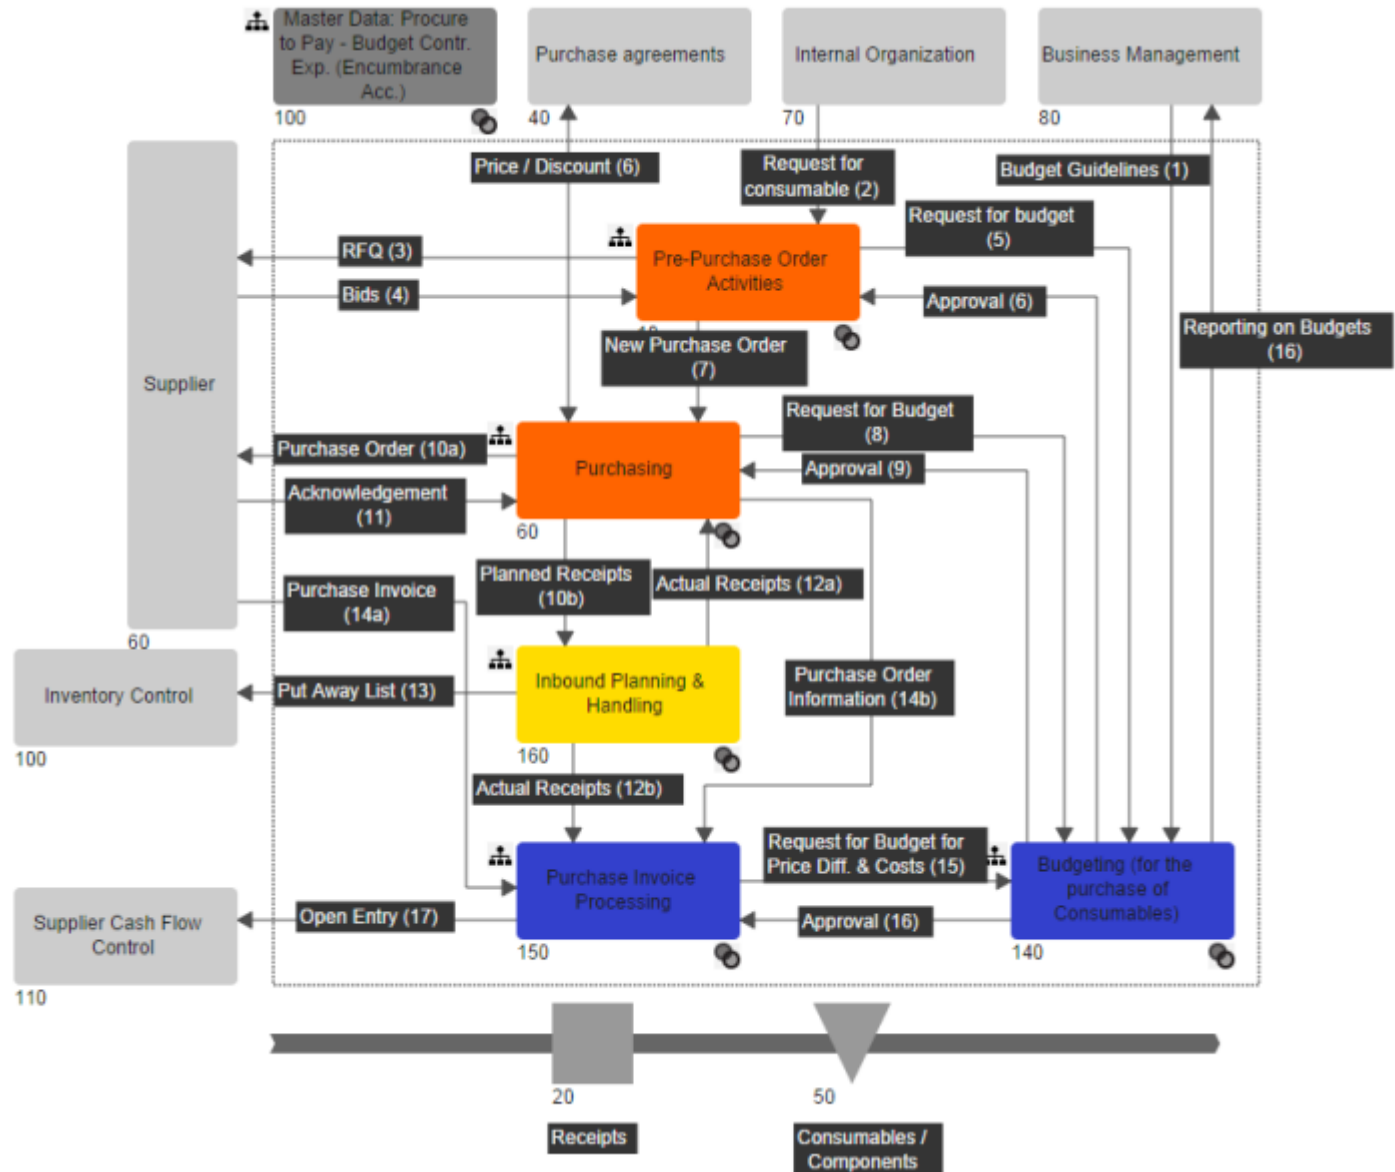 Master Data: Procure
to Pay - Budget Contr.
Exp. (Encumbrance
Acc.)
100
Purchase agreements
40
Internal Organization
70
Business Management
80
Price / Discount (6)
Request for
consumable (2)
Budget Guidelines (1)
Request for budget
(5)
RFQ (3)
Bids (4)
Pre-Purchase Order
Activities
Approval (6)
Reporting on Budgets
(16)
New Purchase Order
(7)
Supplier
60
Request for Budget
(8)
Purchase Order (10a)
Purchasing
60
Approval (9)
Acknowledgement
(11)
Planned Receipts
(10b)
Actual Receipts (12a)
Purchase Invoice
(14a)
Inventory Control
100
Put Away List (13)
Inbound Planning &
Handling
160
Purchase Order
Information (14b)
Actual Receipts (12b)
Request for Budget for
Price Diff. & Costs (15)
Purchase Invoice
Processing
150
Budgeting (for the
purchase of
Consumables)
140
Approval (16)
Open Entry (17)
Supplier Cash Flow
Control
110
20
Receipts
50
Consumables /
Components